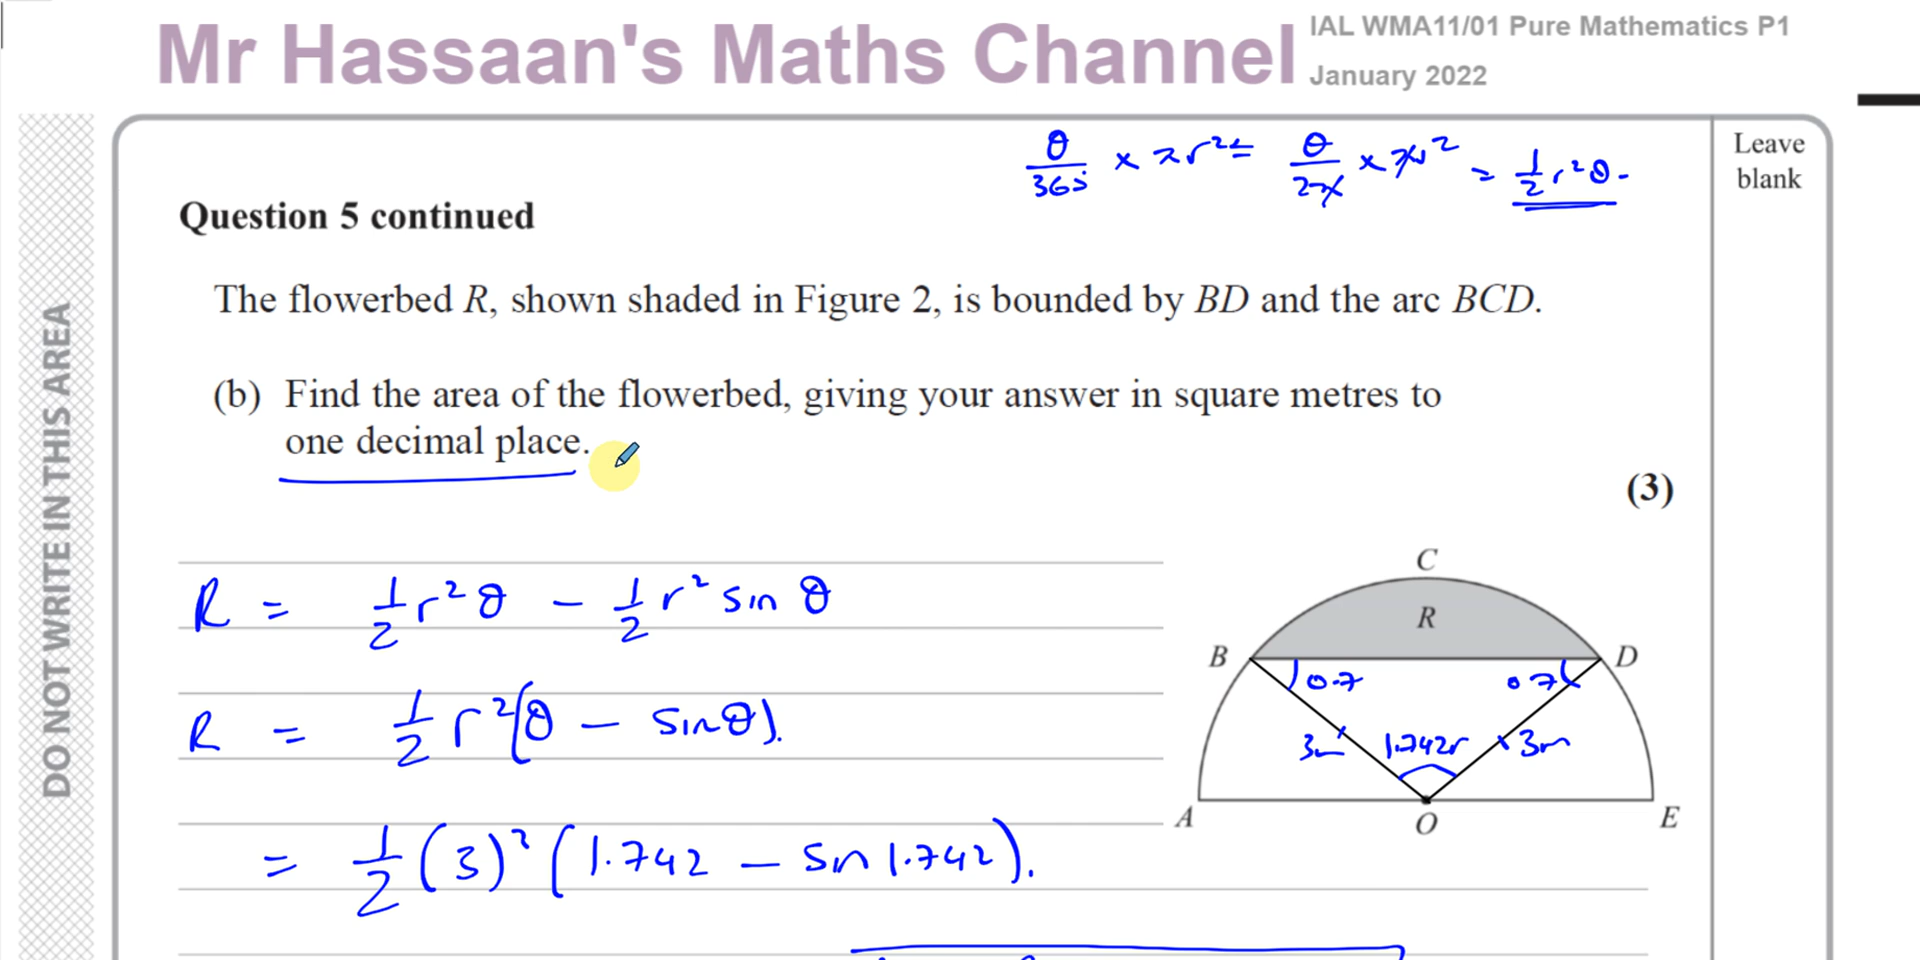 Mr Hassaan's Maths Channel
IAL WMA11/01 Pure Mathematics P1
January 2022
DO NOT WRITE IN THIS AREA
Leave
blank
θ/360 × πr² = θ/2π × πr² = 1/2 r²θ
Question 5 continued
The flowerbed R, shown shaded in Figure 2, is bounded by BD and the arc BCD.
(b) Find the area of the flowerbed, giving your answer in square metres to
one decimal place.
(3)
R = 1/2 r²θ - 1/2 r² sin θ
R = 1/2 r²(θ - sinθ).
= 1/2 (3)² (1.742 - sin 1.742).
C
R
B
D
0.7
0.7
3m
1.742r
3m
A
O
E